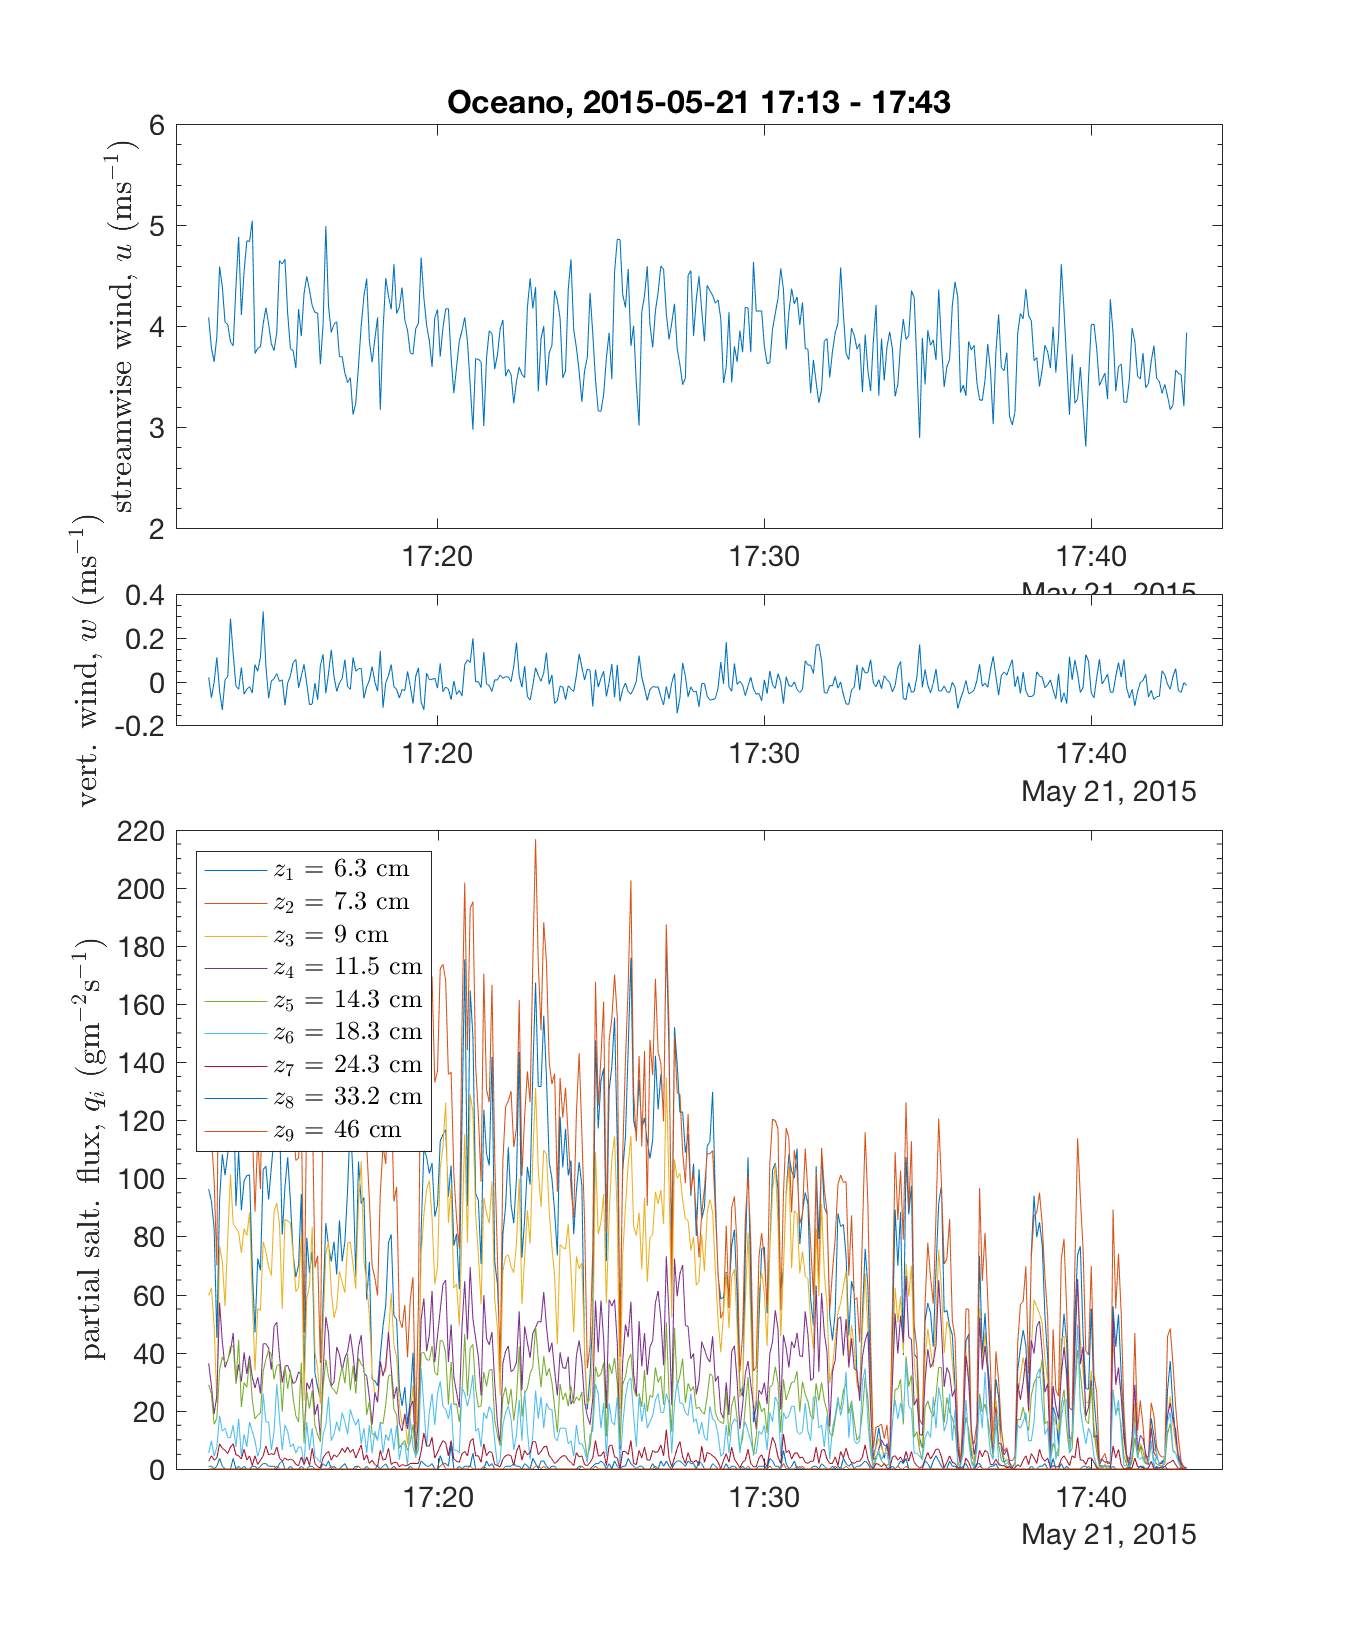 Oceano, 2015-05-21 17:13 - 17:43
streamwise wind, u (ms⁻¹)
6
5
4
3
2
17:20 17:30 17:40
May 21, 2015
vert. wind, w (ms⁻¹)
0.4
0.2
0
-0.2
17:20 17:30 17:40
May 21, 2015
partial salt. flux, qᵢ (gm⁻²s⁻¹)
220
200
180
160
140
120
100
80
60
40
20
0
z₁ = 6.3 cm
z₂ = 7.3 cm
z₃ = 9 cm
z₄ = 11.5 cm
z₅ = 14.3 cm
z₆ = 18.3 cm
z₇ = 24.3 cm
z₈ = 33.2 cm
z₉ = 46 cm
17:20 17:30 17:40
May 21, 2015